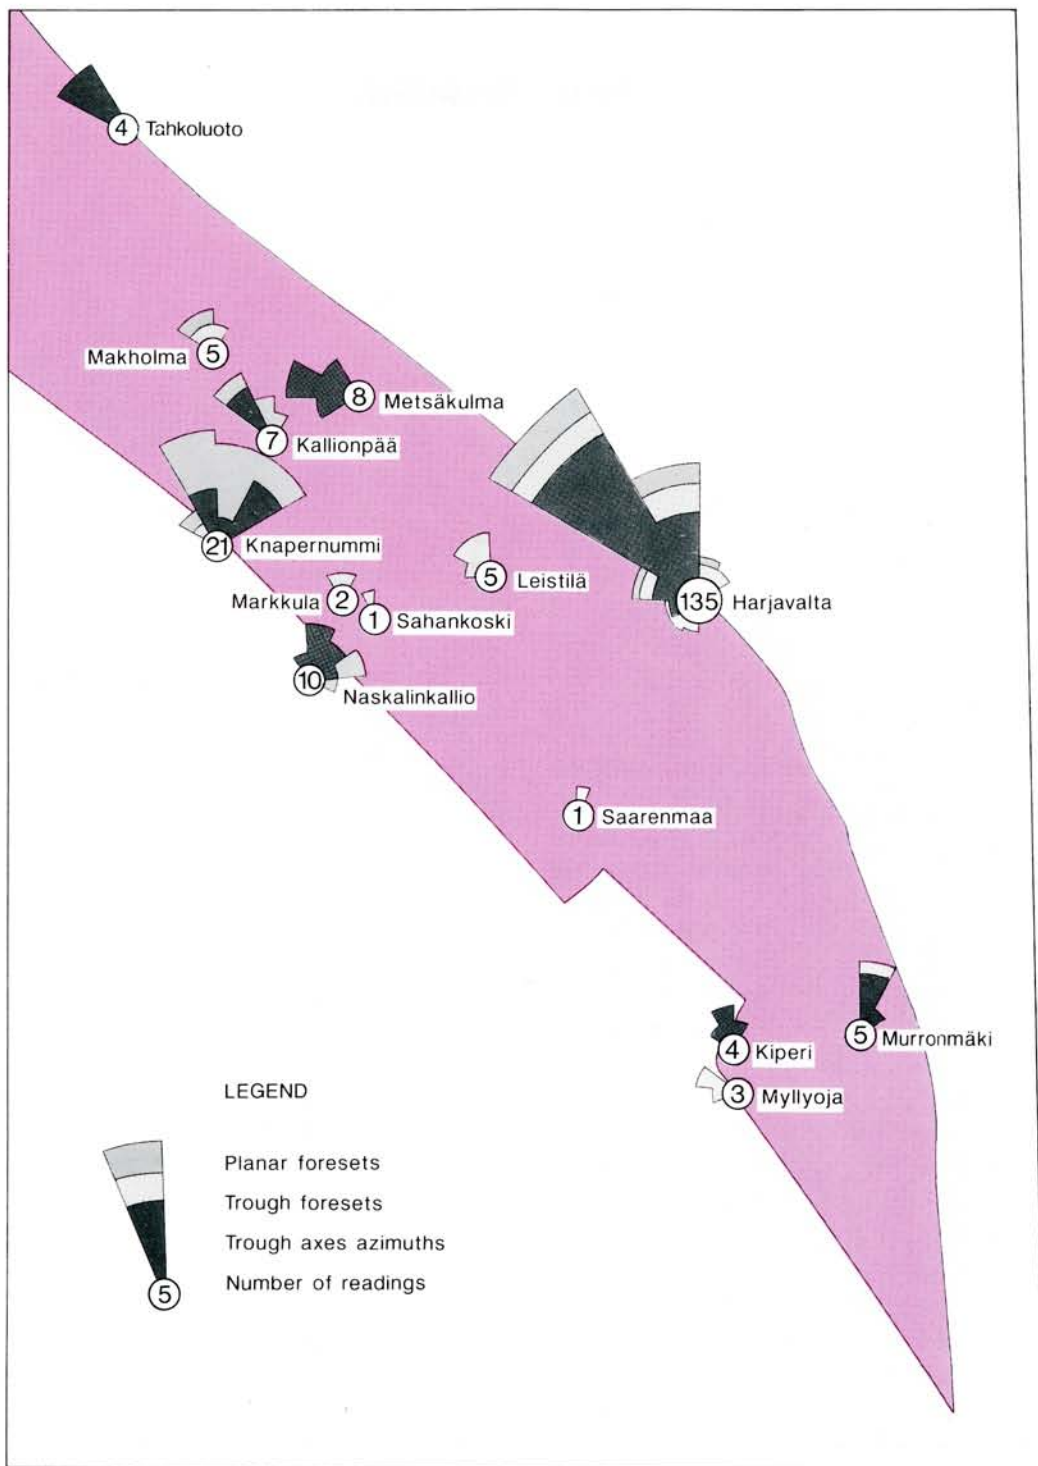 4 Tahkoluoto
Makholma 5
8 Metsäkulma
7 Kallionpää
21 Knapernummi
5 Leistilä
Markkula 2
1 Sahankoski
135 Harjavalta
10 Naskalinkallio
1 Saarenmaa
5 Murronmäki
4 Kiperi
3 Myllyoja
LEGEND
Planar foresets
Trough foresets
Trough axes azimuths
5 Number of readings